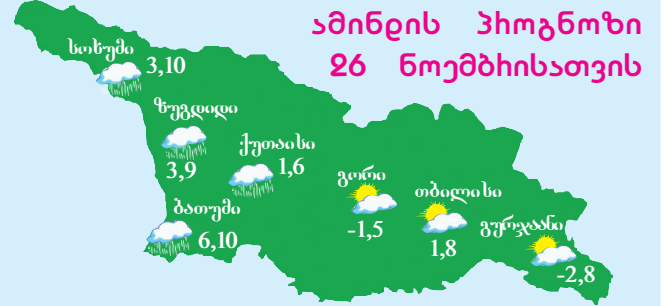 ამინდის პროგნოზი
26 ნოემბრისათვის
სოხუმი
3,10
ზუგდიდი
3,9
ქუთაისი
1,6
ბათუმი
6,10
გორი
-1,5
თბილისი
1,8
გურჯაანი
-2,8